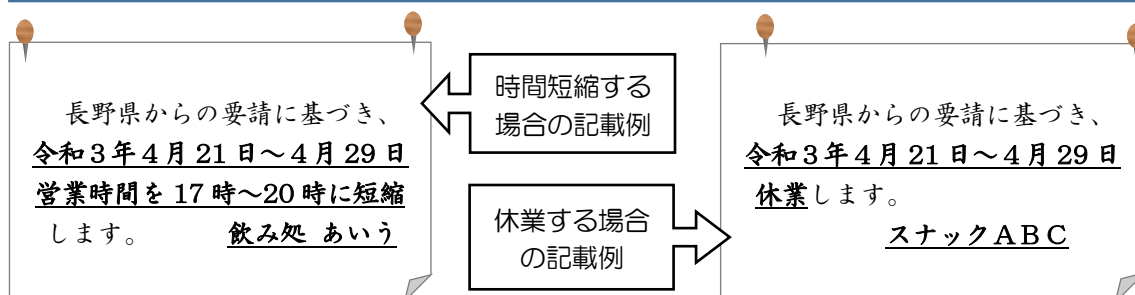 長野県からの要請に基づき、
令和3年4月21日～4月29日
営業時間を17時～20時に短縮
します。 飲み処 あいう
時間短縮する
場合の記載例
休業する場合
の記載例
長野県からの要請に基づき、
令和3年4月21日～4月29日
休業します。
スナックＡＢＣ